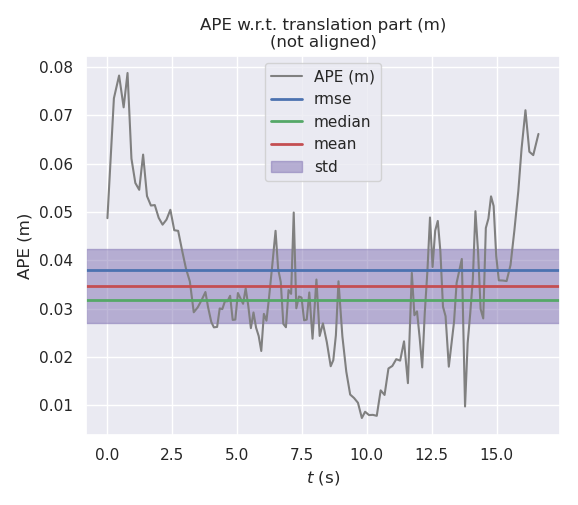 APE w.r.t. translation part (m)
(not aligned)
APE (m)
rmse
median
mean
std
APE (m)
0.08
0.07
0.06
0.05
0.04
0.03
0.02
0.01
0.0 2.5 5.0 7.5 10.0 12.5 15.0
t (s)